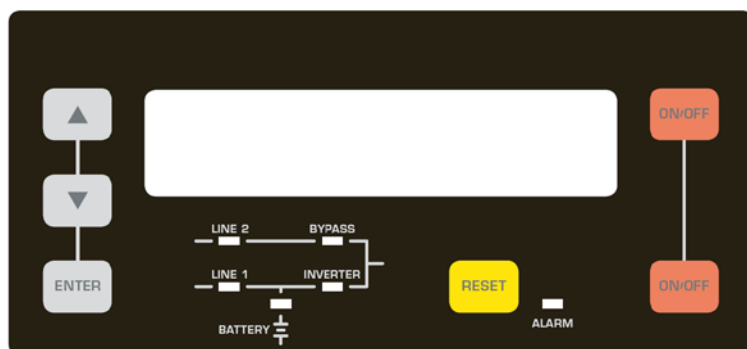 ON/OFF
LINE 2 BYPASS
ENTER LINE 1 INVERTER RESET ON/OFF
BATTERY ALARM